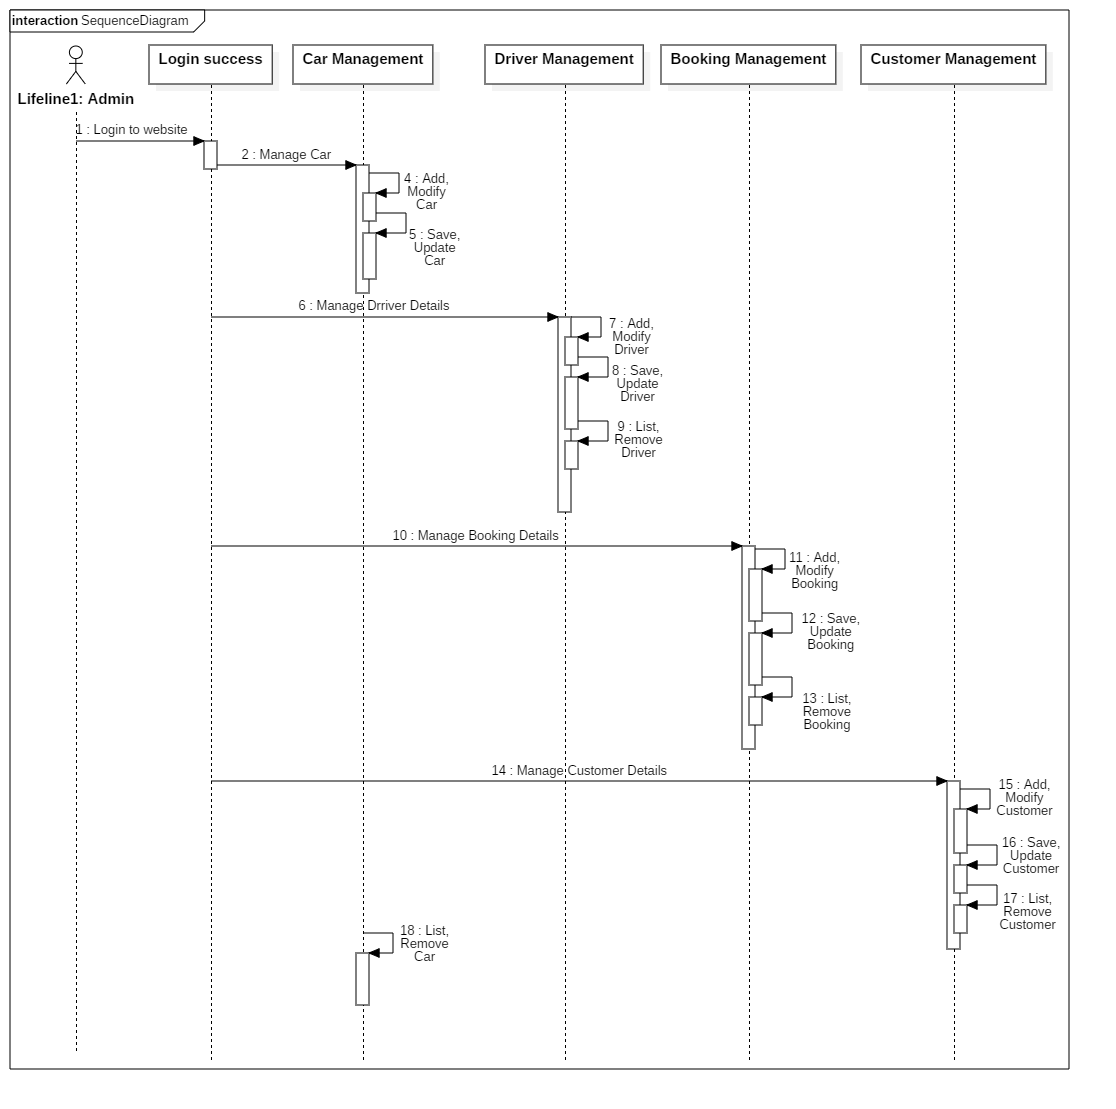 interaction SequenceDiagram
Lifeline1: Admin
Login success
Car Management
Driver Management
Booking Management
Customer Management
1 : Login to website
2 : Manage Car
4 : Add,
Modify
Car
5 : Save,
Update
Car
6 : Manage Drriver Details
7 : Add,
Modify
Driver
8 : Save,
Update
Driver
9 : List,
Remove
Driver
10 : Manage Booking Details
11 : Add,
Modify
Booking
12 : Save,
Update
Booking
13 : List,
Remove
Booking
14 : Manage Customer Details
15 : Add,
Modify
Customer
16 : Save,
Update
Customer
17 : List,
Remove
Customer
18 : List,
Remove
Car